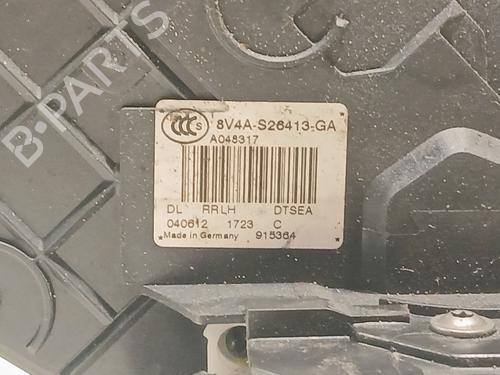 B-PARTS
CCC S 8V4A-S26413-GA
A048317
DL RRLH DTSEA
040612 1723 C
Made in Germany 915364